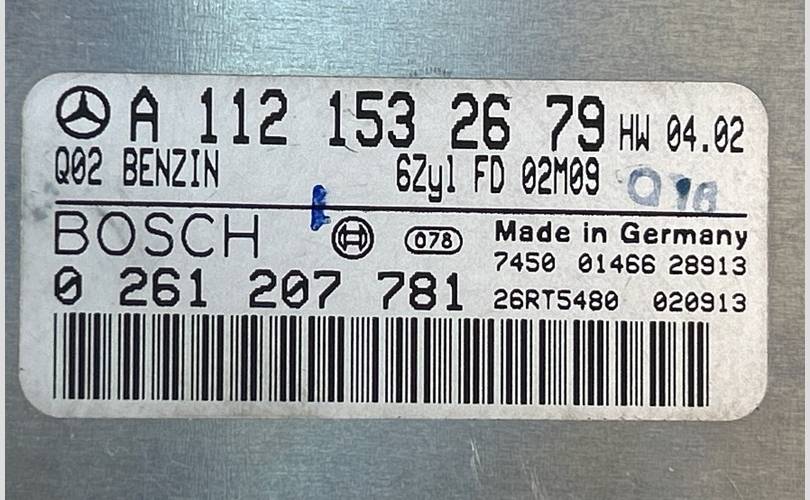 A 112 153 26 79 HW 04.02
Q02 BENZIN 6Zyl FD 02M09
BOSCH 078 Made in Germany
7450 01466 28913
0 261 207 781 26RT5480 020913